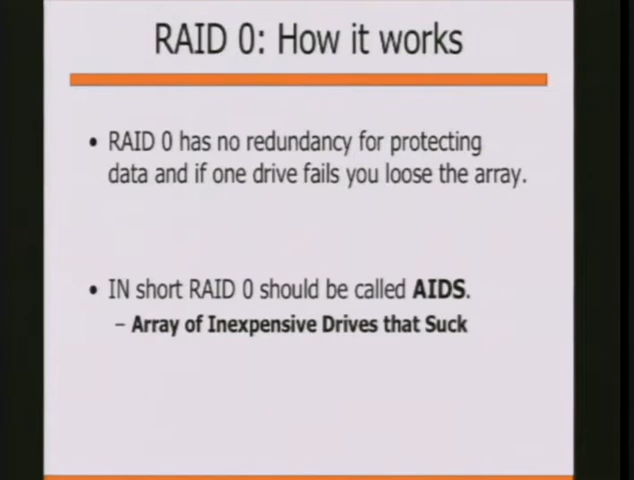 RAID 0: How it works
• RAID 0 has no redundancy for protecting
data and if one drive fails you loose the array.
• IN short RAID 0 should be called AIDS.
– Array of Inexpensive Drives that Suck